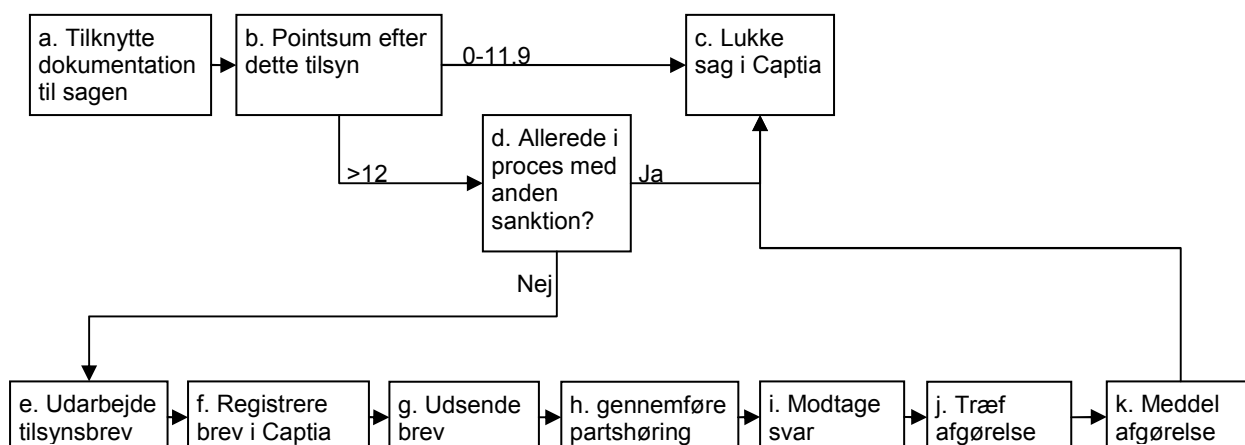 a. Tilknytte
dokumentation
til sagen
b. Pointsum efter
dette tilsyn
0-11.9
c. Lukke
sag i Captia
>12
d. Allerede i
proces med
anden
sanktion?
Ja
Nej
e. Udarbejde
tilsynsbrev
f. Registrere
brev i Captia
g. Udsende
brev
h. gennemføre
partshøring
i. Modtage
svar
j. Træf
afgørelse
k. Meddel
afgørelse